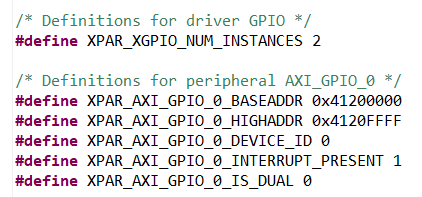 /* Definitions for driver GPIO */
#define XPAR_XGPIO_NUM_INSTANCES 2
/* Definitions for peripheral AXI_GPIO_0 */
#define XPAR_AXI_GPIO_0_BASEADDR 0x41200000
#define XPAR_AXI_GPIO_0_HIGHADDR 0x4120FFFF
#define XPAR_AXI_GPIO_0_DEVICE_ID 0
#define XPAR_AXI_GPIO_0_INTERRUPT_PRESENT 1
#define XPAR_AXI_GPIO_0_IS_DUAL 0